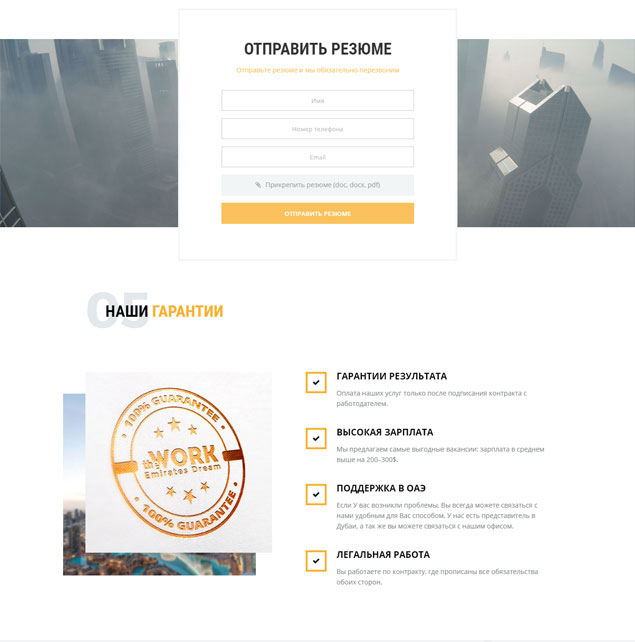 ОТПРАВИТЬ РЕЗЮМЕ
Отправьте резюме и мы обязательно перезвоним
Имя
Номер телефона
Email
Прикрепить резюме (doc, docx, pdf)
ОТПРАВИТЬ РЕЗЮМЕ
05
НАШИ ГАРАНТИИ
100% GUARANTEE
the WORK
Emirates Dream
100% GUARANTEE
ГАРАНТИИ РЕЗУЛЬТАТА
Оплата наших услуг только после подписания контракта с
работодателем.
ВЫСОКАЯ ЗАРПЛАТА
Мы предлагаем самые выгодные вакансии: зарплата в среднем
выше на 200-300$.
ПОДДЕРЖКА В ОАЭ
Если У вас возникли проблемы, Вы всегда можете связаться с
нами удобным для Вас способом. У нас есть представитель в
Дубаи, а так же вы можете связаться с нашим офисом.
ЛЕГАЛЬНАЯ РАБОТА
Вы работаете по контракту, где прописаны все обязательства
обоих сторон.